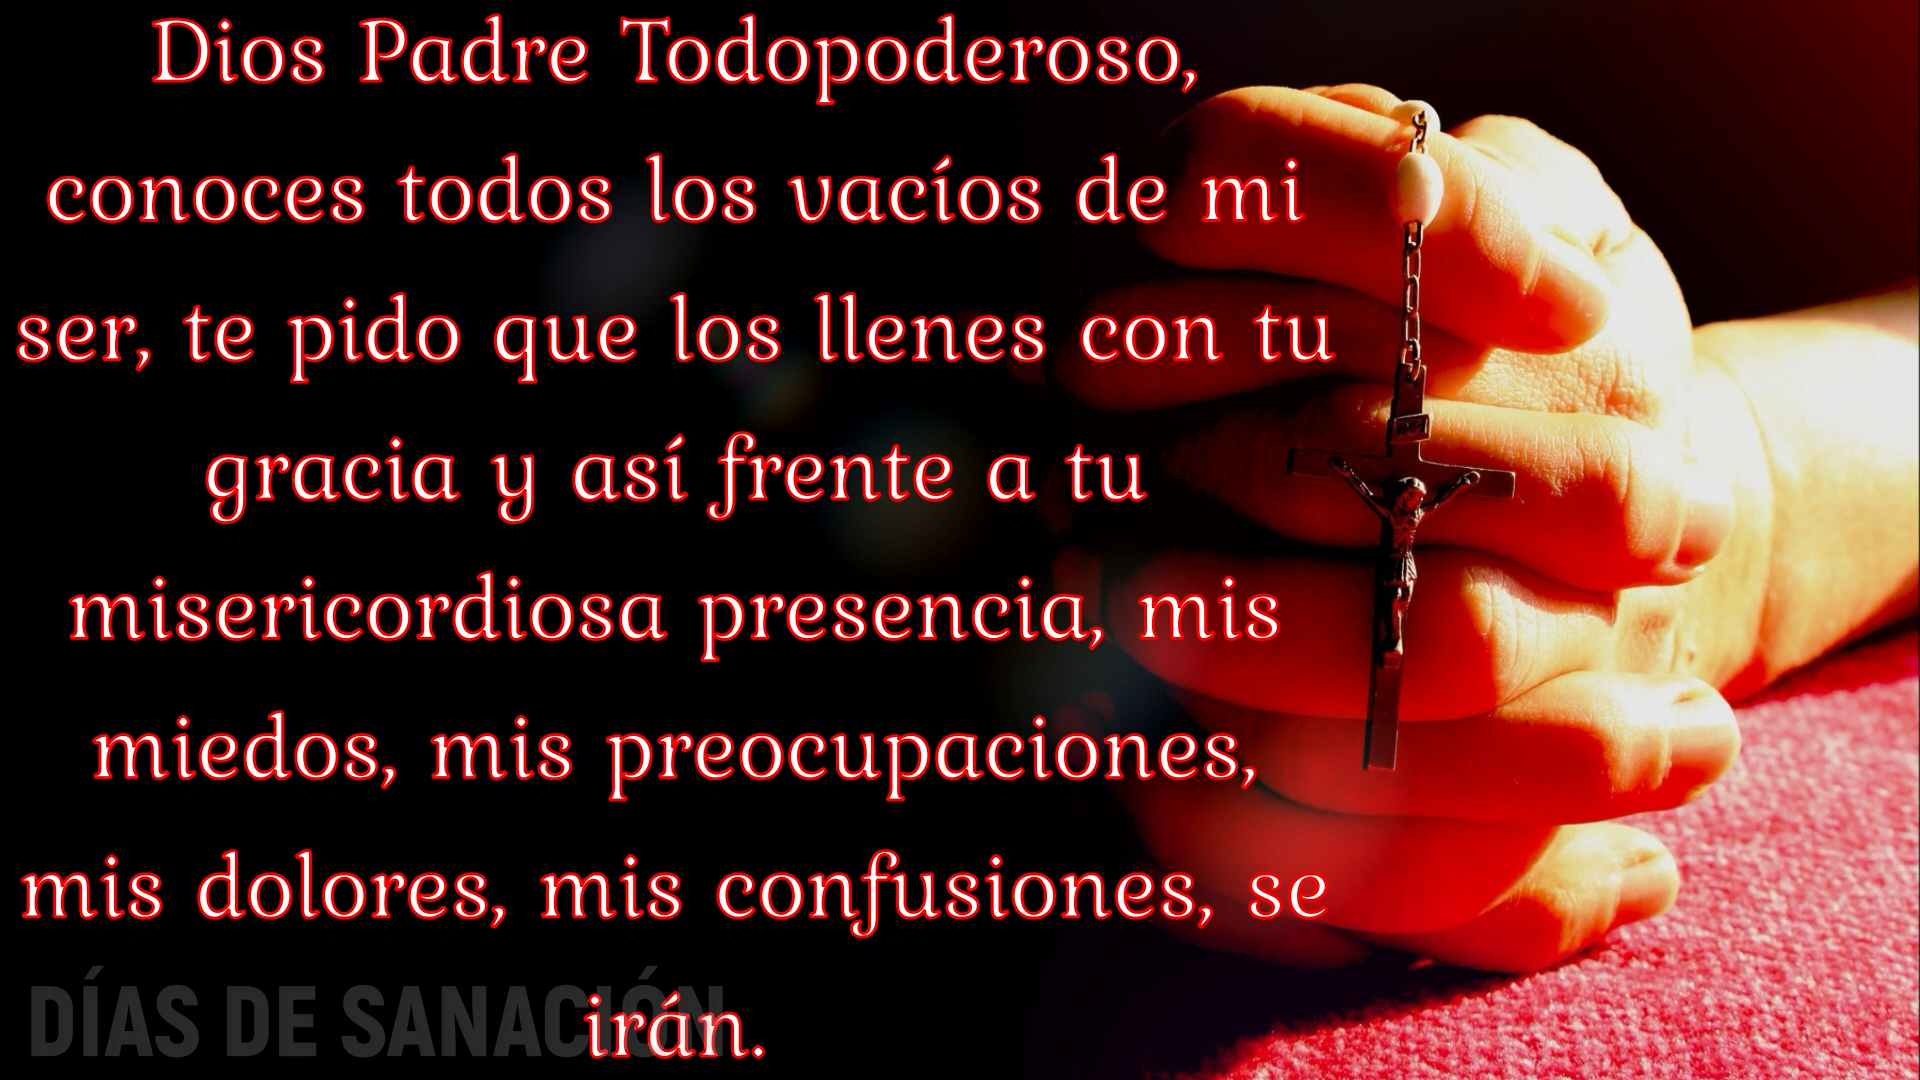 Dios Padre Todopoderoso,
conoces todos los vacíos de mi
ser, te pido que los llenes con tu
gracia y así frente a tu
misericordiosa presencia, mis
miedos, mis preocupaciones,
mis dolores, mis confusiones, se
irán.
DÍAS DE SANACIÓN